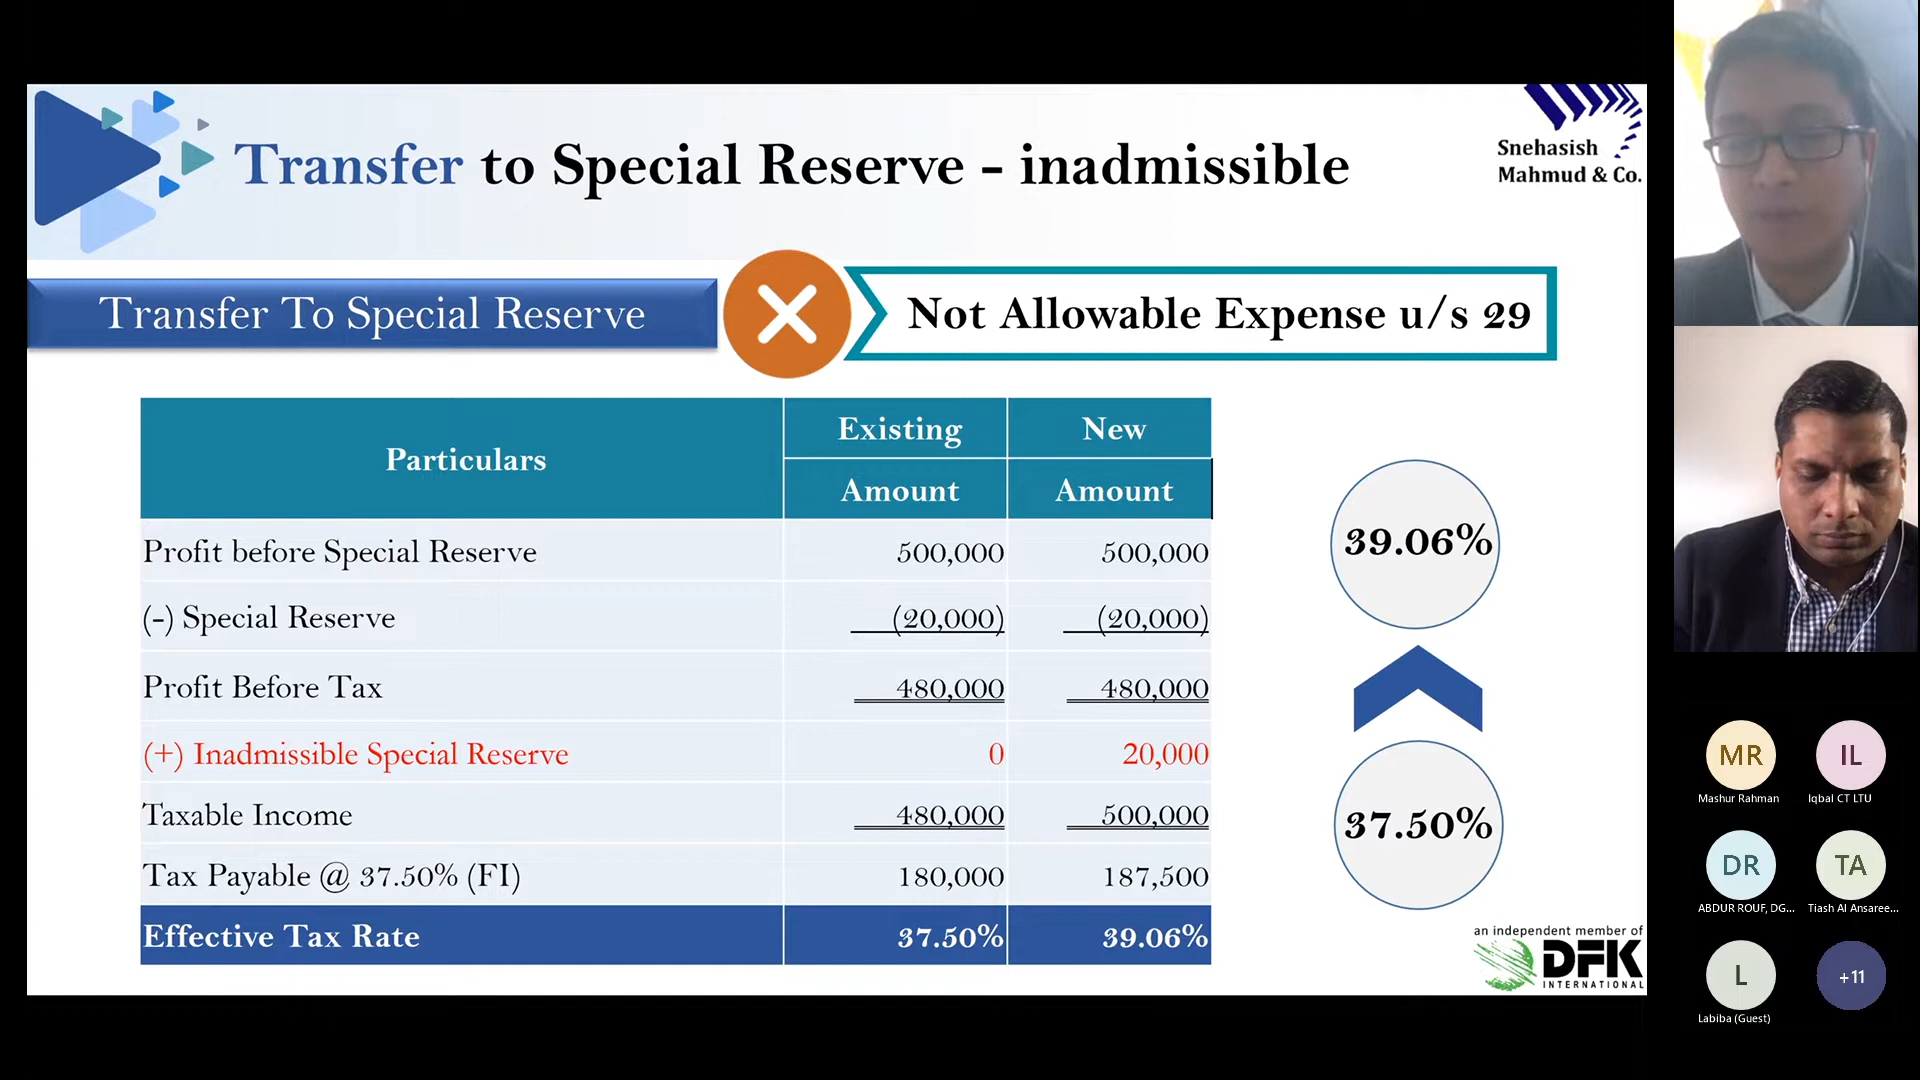 Transfer to Special Reserve - inadmissible
Snehasish
Mahmud & Co.
Transfer To Special Reserve
Not Allowable Expense u/s 29
Particulars
Existing
New
Amount
Amount
Profit before Special Reserve 500,000 500,000
(-) Special Reserve (20,000) (20,000)
Profit Before Tax 480,000 480,000
(+) Inadmissible Special Reserve 0 20,000
Taxable Income 480,000 500,000
Tax Payable @ 37.50% (FI) 180,000 187,500
Effective Tax Rate 37.50% 39.06%
39.06%
37.50%
an independent member of
DFK
INTERNATIONAL
MR
Mashur Rahman
IL
Iqbal CT LTU
DR
ABDUR ROUF, DG...
TA
Tiash Al Ansaree...
L
Labiba (Guest)
+11